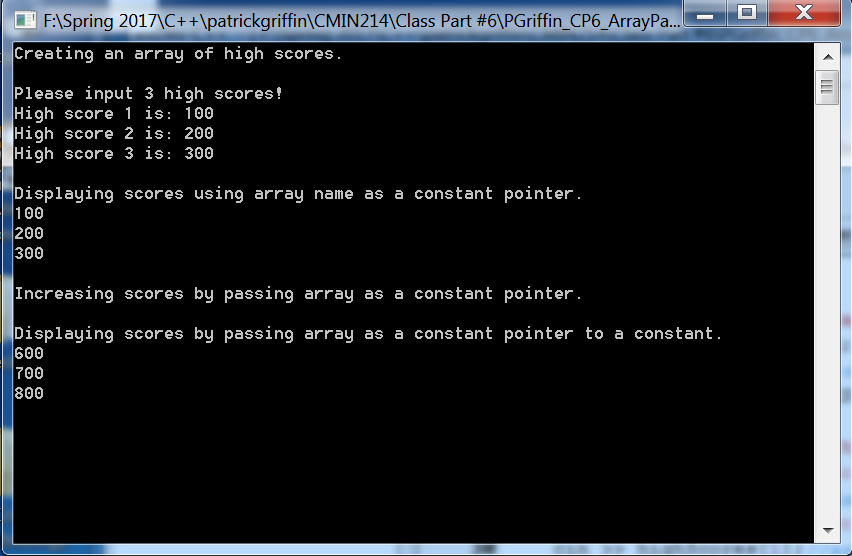 F:\Spring 2017\C++\patrickgriffin\CMIN214\Class Part #6\PGriffin_CP6_ArrayPa...
Creating an array of high scores.
Please input 3 high scores!
High score 1 is: 100
High score 2 is: 200
High score 3 is: 300
Displaying scores using array name as a constant pointer.
100
200
300
Increasing scores by passing array as a constant pointer.
Displaying scores by passing array as a constant pointer to a constant.
600
700
800